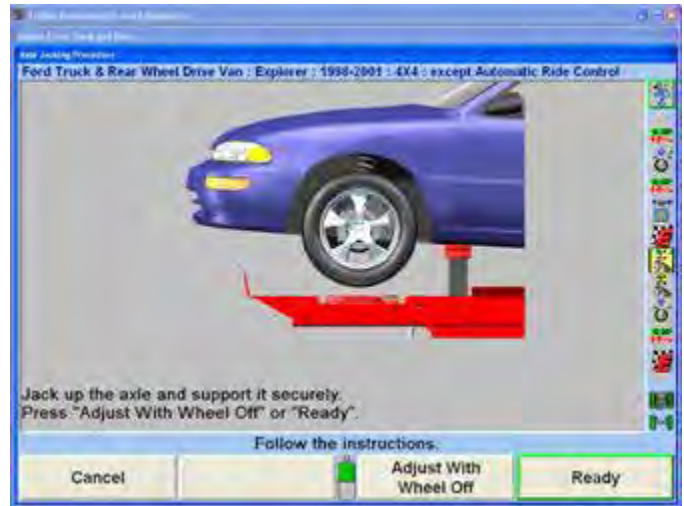 Ford Truck & Rear Wheel Drive Van : Explorer : 1998-2001 : 4X4 : except Automatic Ride Control
Jack up the axle and support it securely.
Press "Adjust With Wheel Off" or "Ready".
Follow the instructions.
Cancel
Adjust With
Wheel Off
Ready